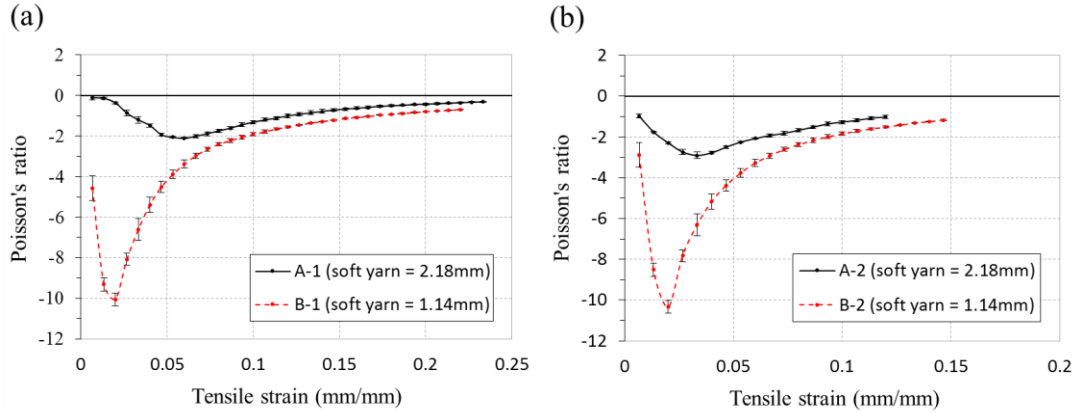 (a)
2
0
-2
-4
-6
-8
-10
-12
Poisson's ratio
A-1 (soft yarn = 2.18mm)
B-1 (soft yarn = 1.14mm)
0 0.05 0.1 0.15 0.2 0.25
Tensile strain (mm/mm)
(b)
2
0
-2
-4
-6
-8
-10
-12
Poisson's ratio
A-2 (soft yarn = 2.18mm)
B-2 (soft yarn = 1.14mm)
0 0.05 0.1 0.15 0.2
Tensile strain (mm/mm)